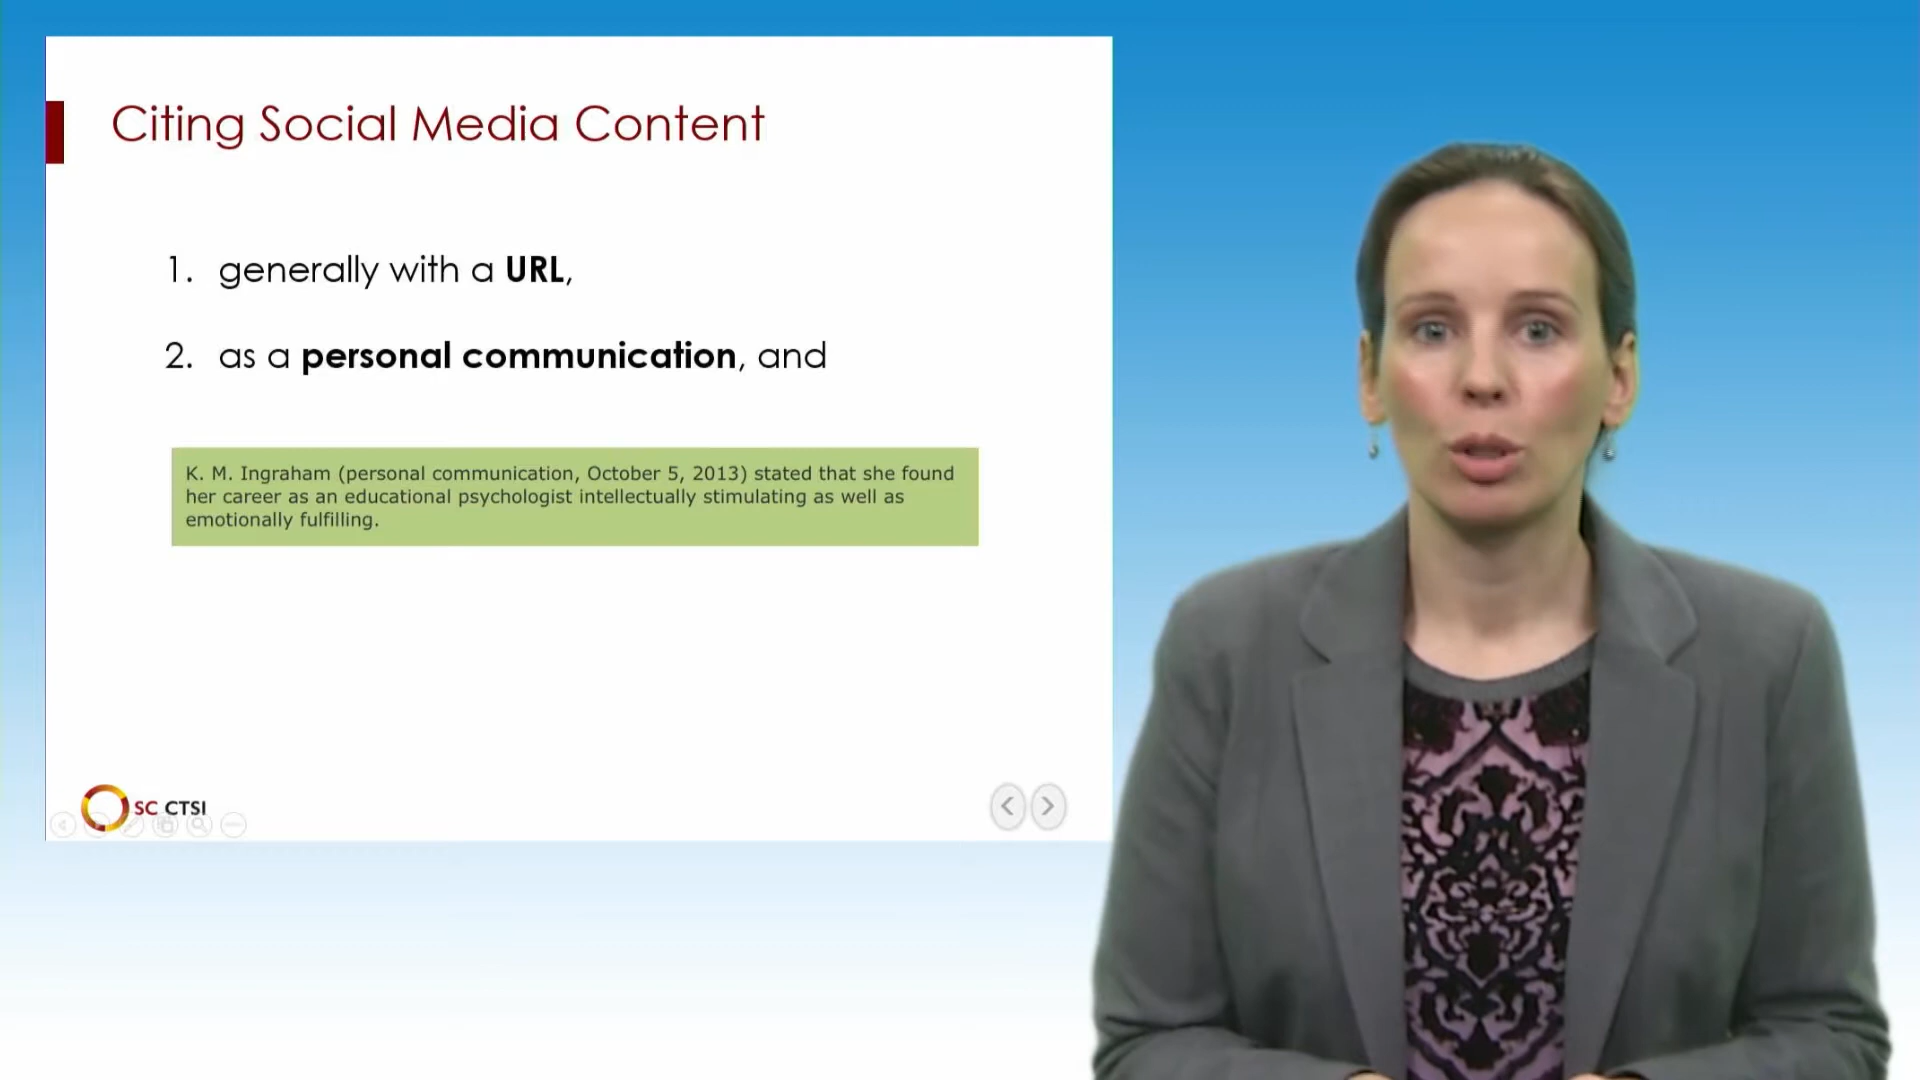 Citing Social Media Content
1. generally with a URL,
2. as a personal communication, and
K. M. Ingraham (personal communication, October 5, 2013) stated that she found
her career as an educational psychologist intellectually stimulating as well as
emotionally fulfilling.
SC CTSI